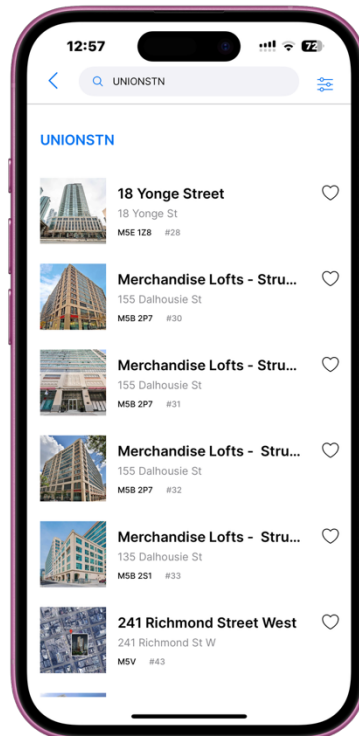 12:57
72
UNIONSTN
UNIONSTN
18 Yonge Street
18 Yonge St
M5E 1Z8 #28
Merchandise Lofts - Stru...
155 Dalhousie St
M5B 2P7 #30
Merchandise Lofts - Stru...
155 Dalhousie St
M5B 2P7 #31
Merchandise Lofts - Stru...
155 Dalhousie St
M5B 2P7 #32
Merchandise Lofts - Stru...
135 Dalhousie St
M5B 2S1 #33
241 Richmond Street West
241 Richmond St W
M5V #43